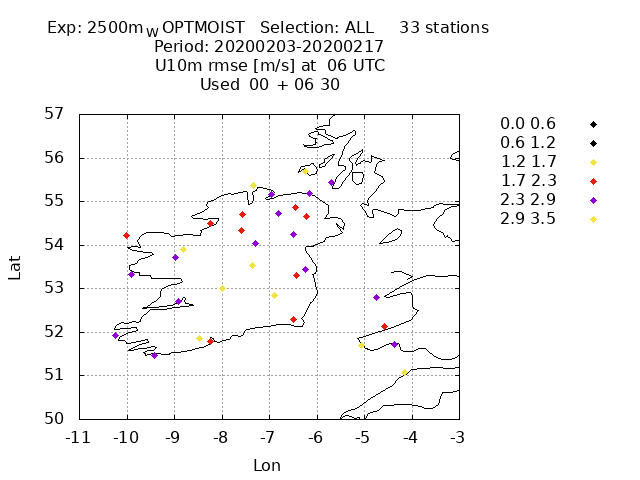 Exp: 2500mW OPTMOIST Selection: ALL 33 stations
Period: 20200203-20200217
U10m rmse [m/s] at 06 UTC
Used 00 + 06 30
57
56
55
54
53
52
51
50
-11 -10 -9 -8 -7 -6 -5 -4 -3
Lat
Lon
0.0 0.6
0.6 1.2
1.2 1.7
1.7 2.3
2.3 2.9
2.9 3.5